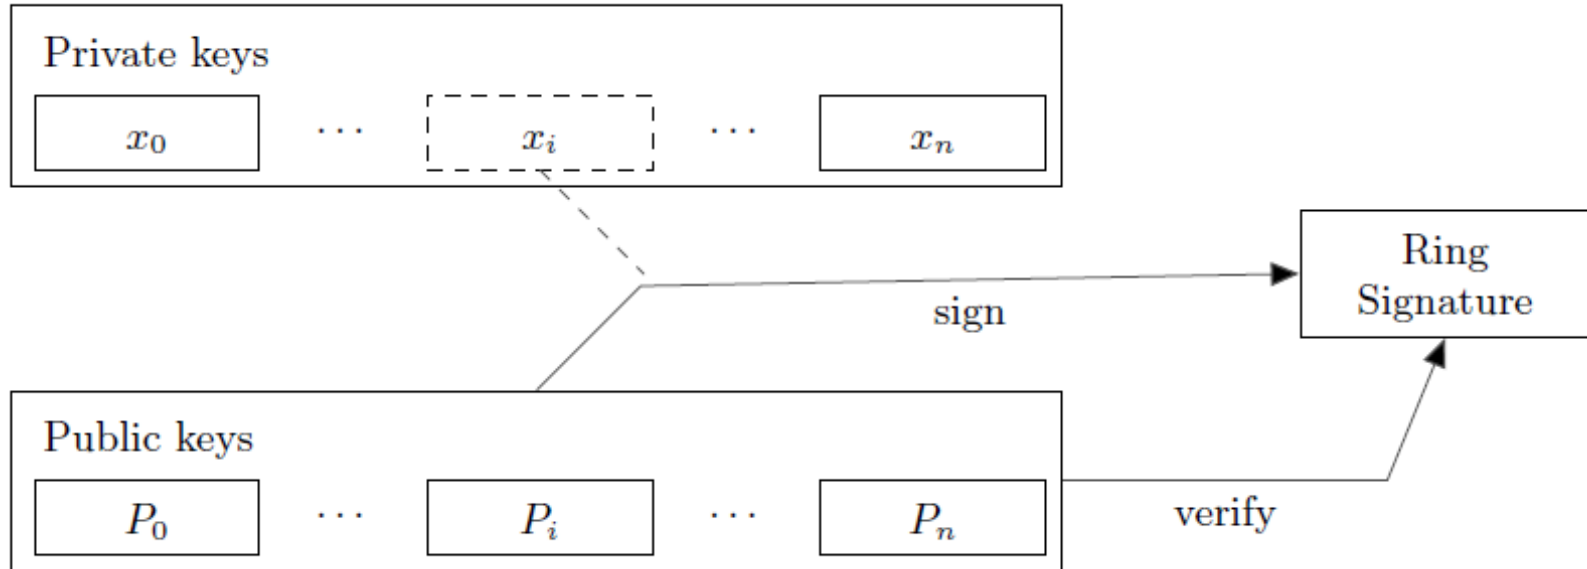 Private keys
x₀ ⋯ xᵢ ⋯ xₙ
Ring
Signature
sign
Public keys
P₀ ⋯ Pᵢ ⋯ Pₙ
verify